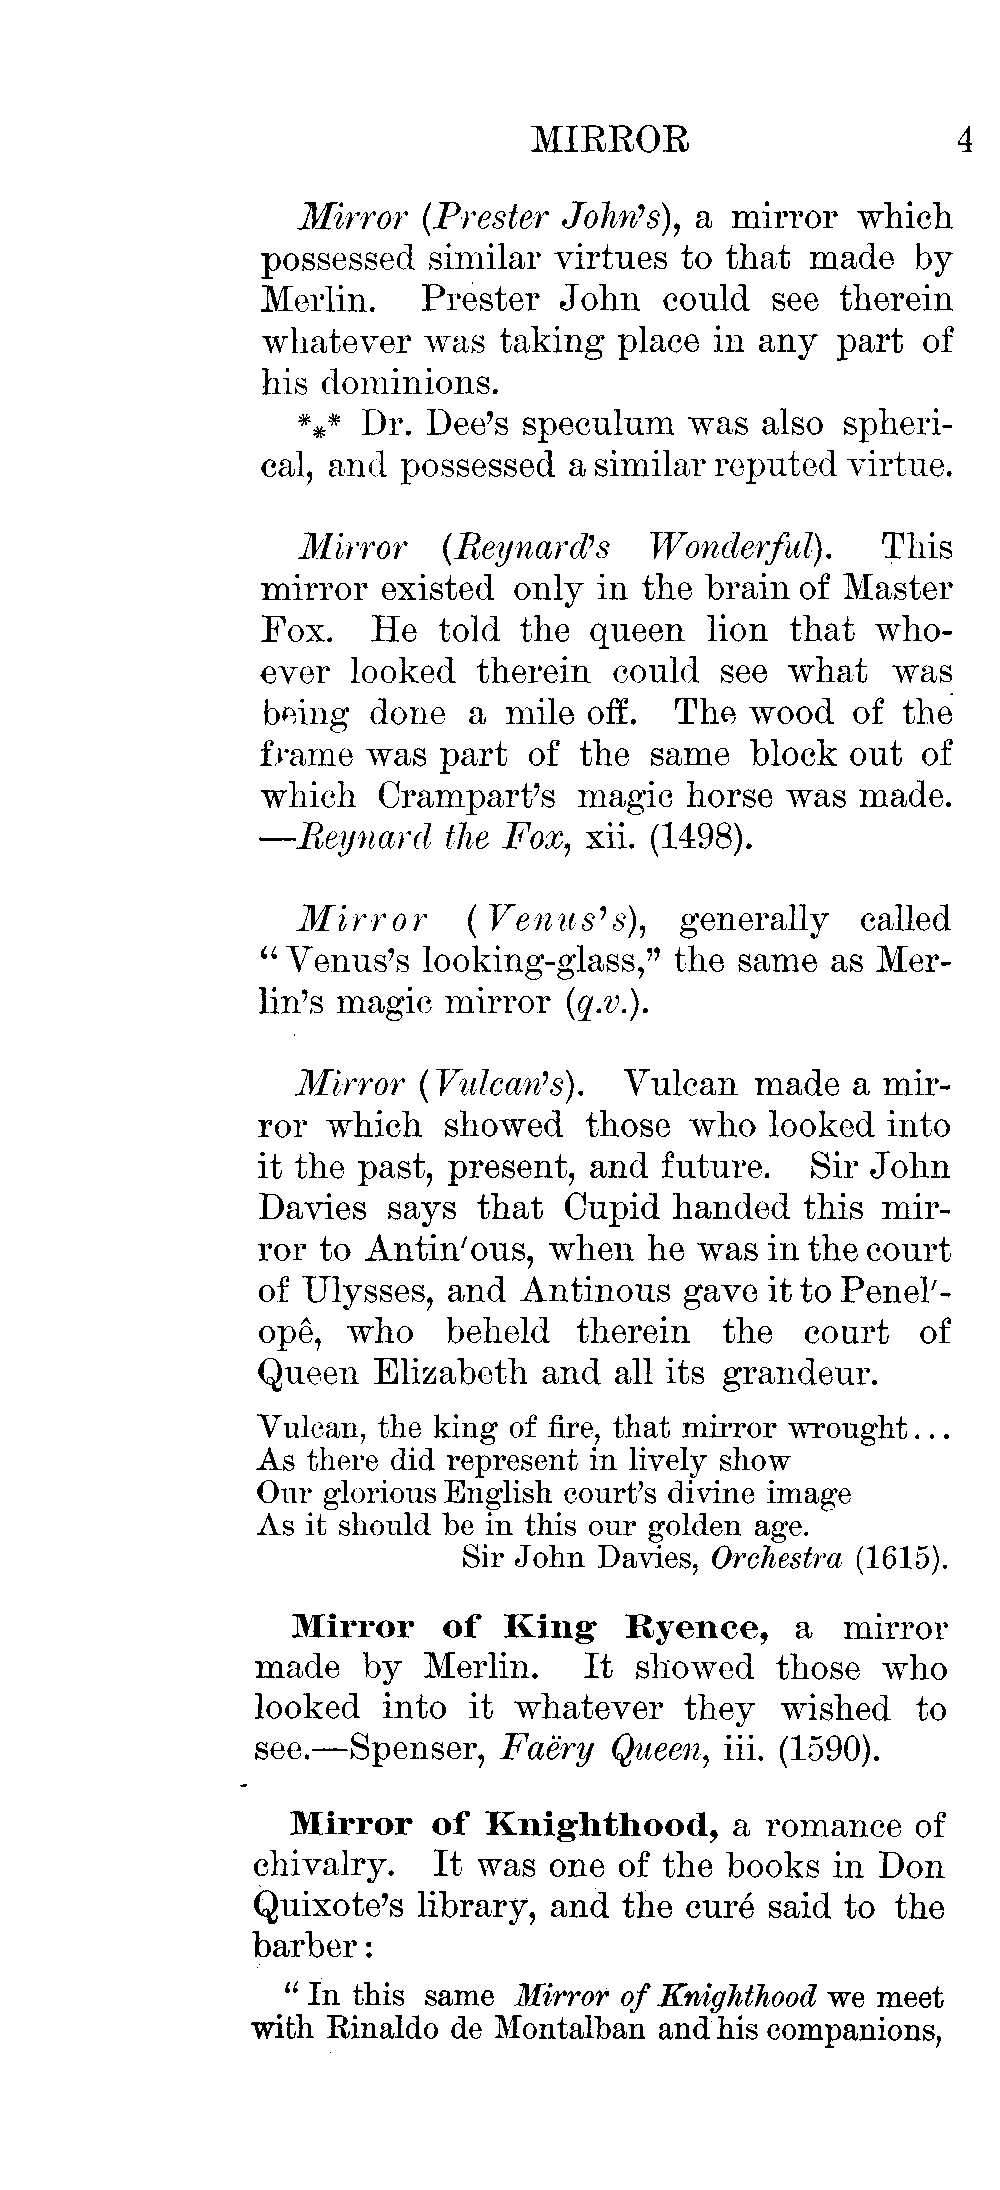 MIRROR 4
Mirror (Prester John's), a mirror which
possessed similar virtues to that made by
Merlin. Prester John could see therein
whatever was taking place in any part of
his dominions.
*⁎* Dr. Dee's speculum was also spheri-
cal, and possessed a similar reputed virtue.
Mirror (Reynard's Wonderful). This
mirror existed only in the brain of Master
Fox. He told the queen lion that who-
ever looked therein could see what was
being done a mile off. The wood of the
frame was part of the same block out of
which Crampart's magic horse was made.
—Reynard the Fox, xii. (1498).
Mirror (Venus's), generally called
“Venus's looking-glass,” the same as Mer-
lin's magic mirror (q.v.).
Mirror (Vulcan's). Vulcan made a mir-
ror which showed those who looked into
it the past, present, and future. Sir John
Davies says that Cupid handed this mir-
ror to Antin′ous, when he was in the court
of Ulysses, and Antinous gave it to Penel′-
opê, who beheld therein the court of
Queen Elizabeth and all its grandeur.
Vulcan, the king of fire, that mirror wrought...
As there did represent in lively show
Our glorious English court's divine image
As it should be in this our golden age.
Sir John Davies, Orchestra (1615).
Mirror of King Ryence, a mirror
made by Merlin. It showed those who
looked into it whatever they wished to
see.—Spenser, Faëry Queen, iii. (1590).
Mirror of Knighthood, a romance of
chivalry. It was one of the books in Don
Quixote's library, and the curé said to the
barber:
“In this same Mirror of Knighthood we meet
with Rinaldo de Montalban and his companions,